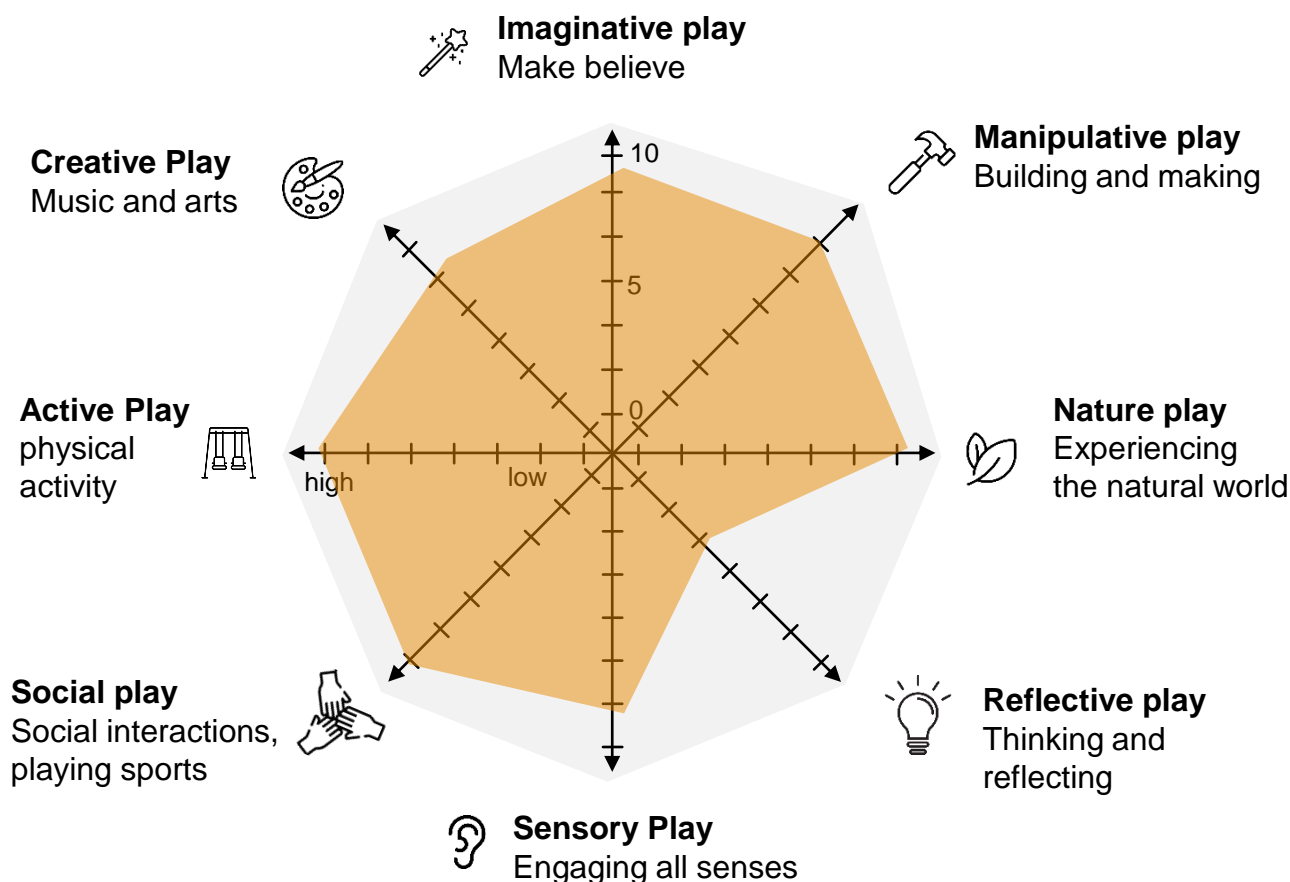 Imaginative play
Make believe
Manipulative play
Building and making
Creative Play
Music and arts
10
5
0
Active Play
physical
activity
high
low
Nature play
Experiencing
the natural world
Social play
Social interactions,
playing sports
Reflective play
Thinking and
reflecting
Sensory Play
Engaging all senses